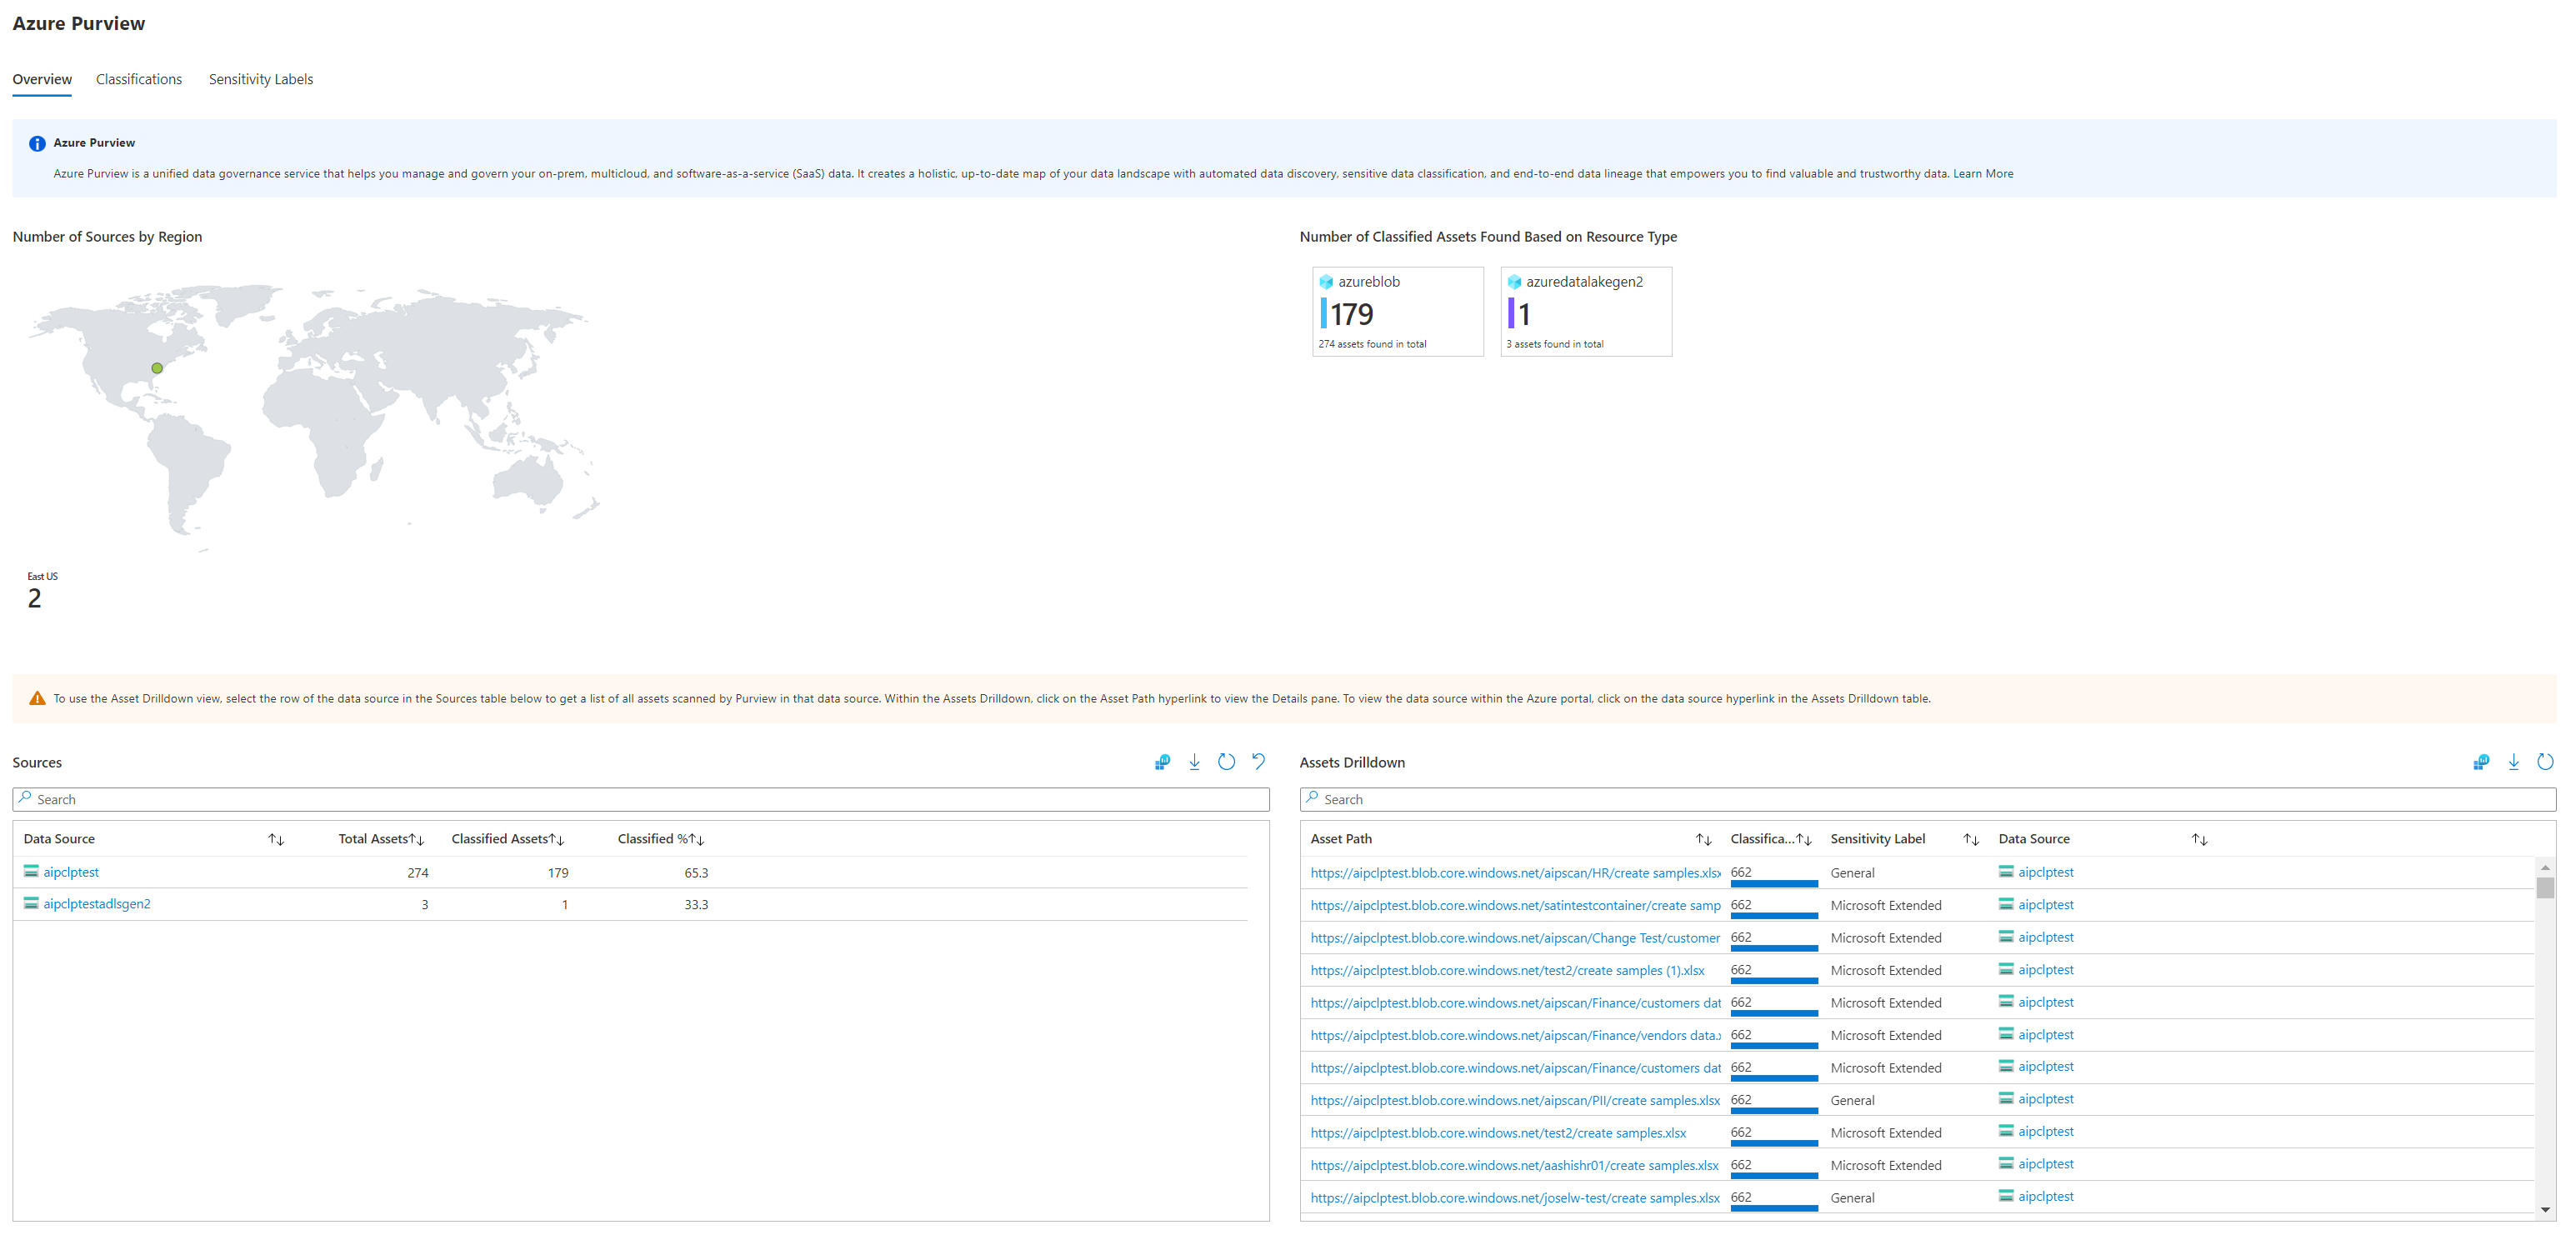 Azure Purview
Overview Classifications Sensitivity Labels
Azure Purview
Azure Purview is a unified data governance service that helps you manage and govern your on-prem, multicloud, and software-as-a-service (SaaS) data. It creates a holistic, up-to-date map of your data landscape with automated data discovery, sensitive data classification, and end-to-end data lineage that empowers you to find valuable and trustworthy data. Learn More
Number of Sources by Region
East US
2
Number of Classified Assets Found Based on Resource Type
azureblob
179
274 assets found in total
azuredatalakegen2
1
3 assets found in total
To use the Asset Drilldown view, select the row of the data source in the Sources table below to get a list of all assets scanned by Purview in that data source. Within the Assets Drilldown, click on the Asset Path hyperlink to view the Details pane. To view the data source within the Azure portal, click on the data source hyperlink in the Assets Drilldown table.
Sources
Search
Data Source Total Assets Classified Assets Classified %
aipclptest 274 179 65.3
aipclptestadlsgen2 3 1 33.3
Assets Drilldown
Search
Asset Path Classifica... Sensitivity Label Data Source
https://aipclptest.blob.core.windows.net/aipscan/HR/create samples.xlsx 662 General aipclptest
https://aipclptest.blob.core.windows.net/satintestcontainer/create samp 662 Microsoft Extended aipclptest
https://aipclptest.blob.core.windows.net/aipscan/Change Test/customer 662 Microsoft Extended aipclptest
https://aipclptest.blob.core.windows.net/test2/create samples (1).xlsx 662 Microsoft Extended aipclptest
https://aipclptest.blob.core.windows.net/aipscan/Finance/customers dat 662 Microsoft Extended aipclptest
https://aipclptest.blob.core.windows.net/aipscan/Finance/vendors data.x 662 Microsoft Extended aipclptest
https://aipclptest.blob.core.windows.net/aipscan/Finance/customers dat 662 Microsoft Extended aipclptest
https://aipclptest.blob.core.windows.net/aipscan/PII/create samples.xlsx 662 General aipclptest
https://aipclptest.blob.core.windows.net/test2/create samples.xlsx 662 Microsoft Extended aipclptest
https://aipclptest.blob.core.windows.net/aashishr01/create samples.xlsx 662 Microsoft Extended aipclptest
https://aipclptest.blob.core.windows.net/joselw-test/create samples.xlsx 662 General aipclptest